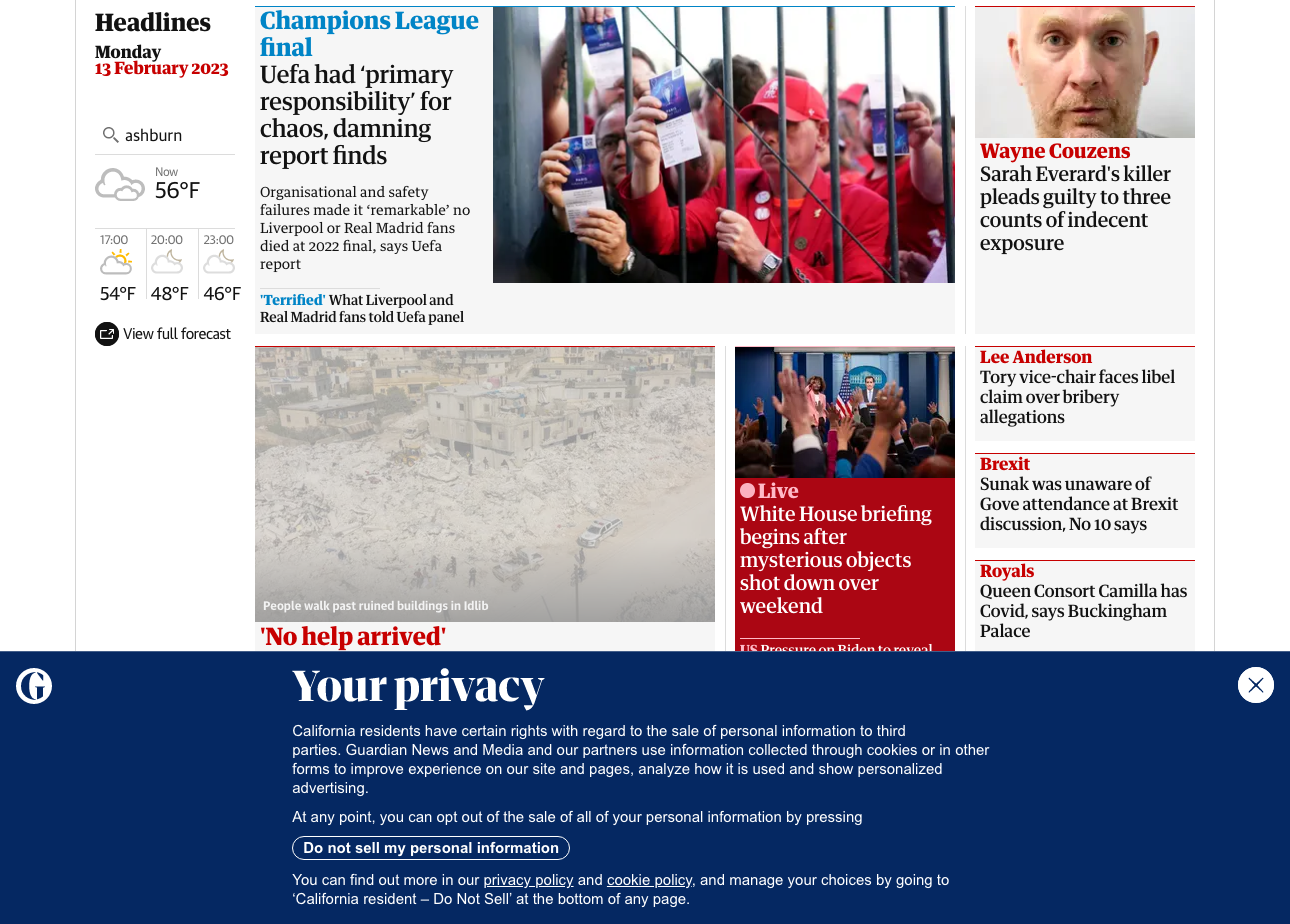 Headlines
Monday
13 February 2023
ashburn
Now
56°F
17:00
20:00
23:00
54°F
48°F
46°F
View full forecast
Champions League
final
Uefa had ‘primary
responsibility’ for
chaos, damning
report finds
Organisational and safety
failures made it ‘remarkable’ no
Liverpool or Real Madrid fans
died at 2022 final, says Uefa
report
'Terrified' What Liverpool and
Real Madrid fans told Uefa panel
Wayne Couzens
Sarah Everard's killer
pleads guilty to three
counts of indecent
exposure
People walk past ruined buildings in Idlib
'No help arrived'
Live
White House briefing
begins after
mysterious objects
shot down over
weekend
US Pressure on Biden to reveal
Lee Anderson
Tory vice-chair faces libel
claim over bribery
allegations
Brexit
Sunak was unaware of
Gove attendance at Brexit
discussion, No 10 says
Royals
Queen Consort Camilla has
Covid, says Buckingham
Palace
G
Your privacy
California residents have certain rights with regard to the sale of personal information to third
parties. Guardian News and Media and our partners use information collected through cookies or in other
forms to improve experience on our site and pages, analyze how it is used and show personalized
advertising.
At any point, you can opt out of the sale of all of your personal information by pressing
Do not sell my personal information
You can find out more in our privacy policy and cookie policy, and manage your choices by going to
‘California resident – Do Not Sell’ at the bottom of any page.